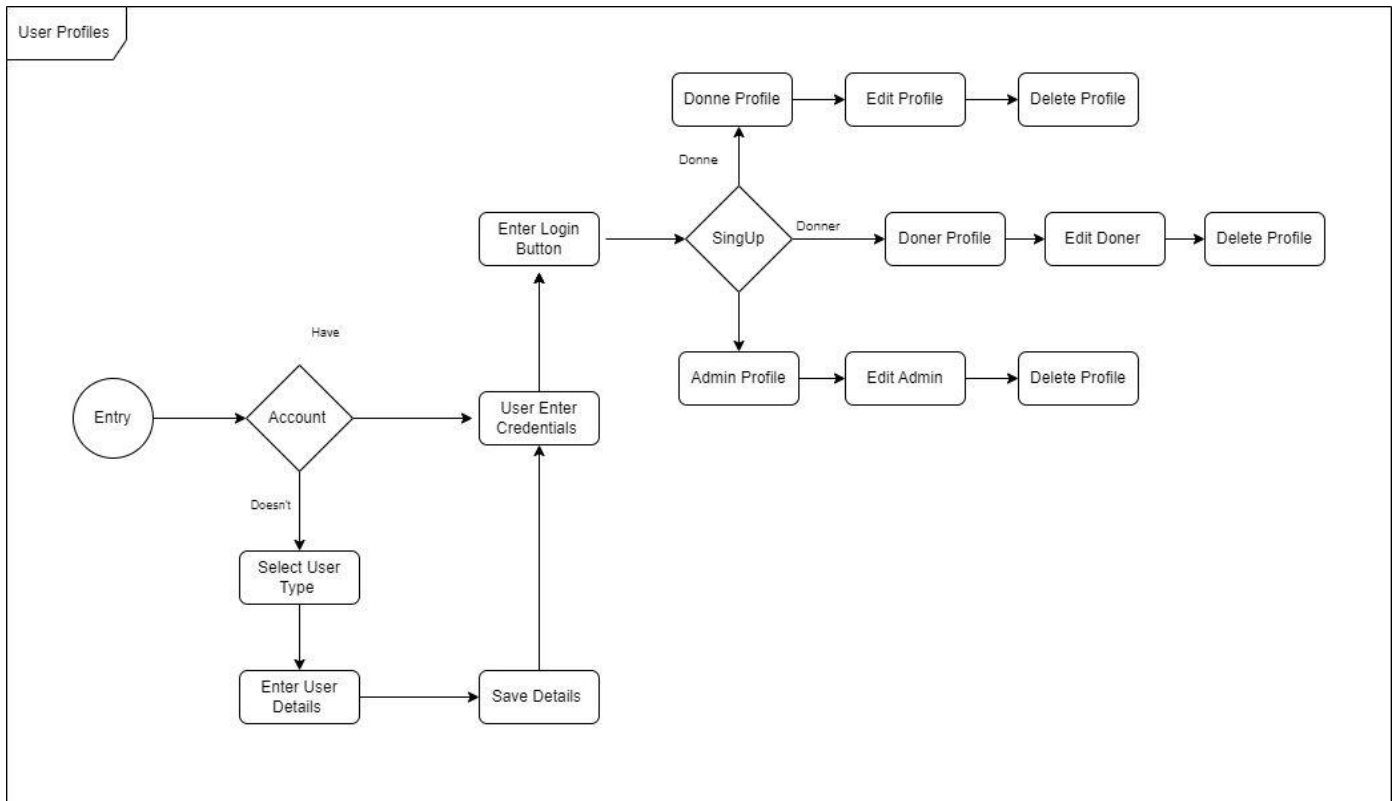 User Profiles
Donne Profile
Edit Profile
Delete Profile
Donne
Enter Login
Button
SingUp
Donner
Doner Profile
Edit Doner
Delete Profile
Have
Admin Profile
Edit Admin
Delete Profile
Entry
Account
User Enter
Credentials
Doesn't
Select User
Type
Enter User
Details
Save Details